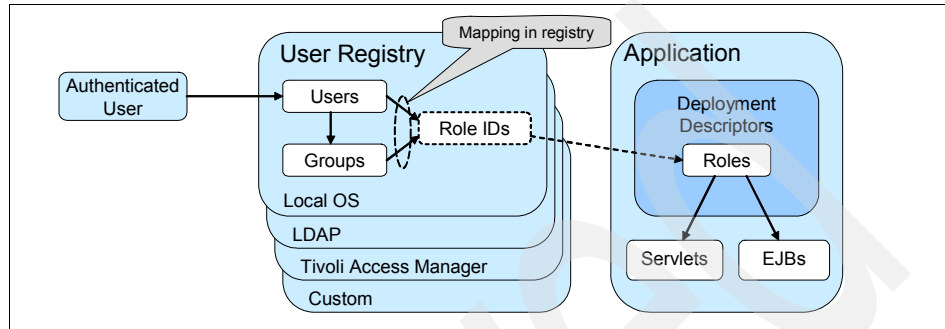 Mapping in registry
User Registry
Application
Authenticated
User
Users
Groups
Role IDs
Deployment
Descriptors
Roles
Local OS
LDAP
Tivoli Access Manager
Custom
Servlets
EJBs